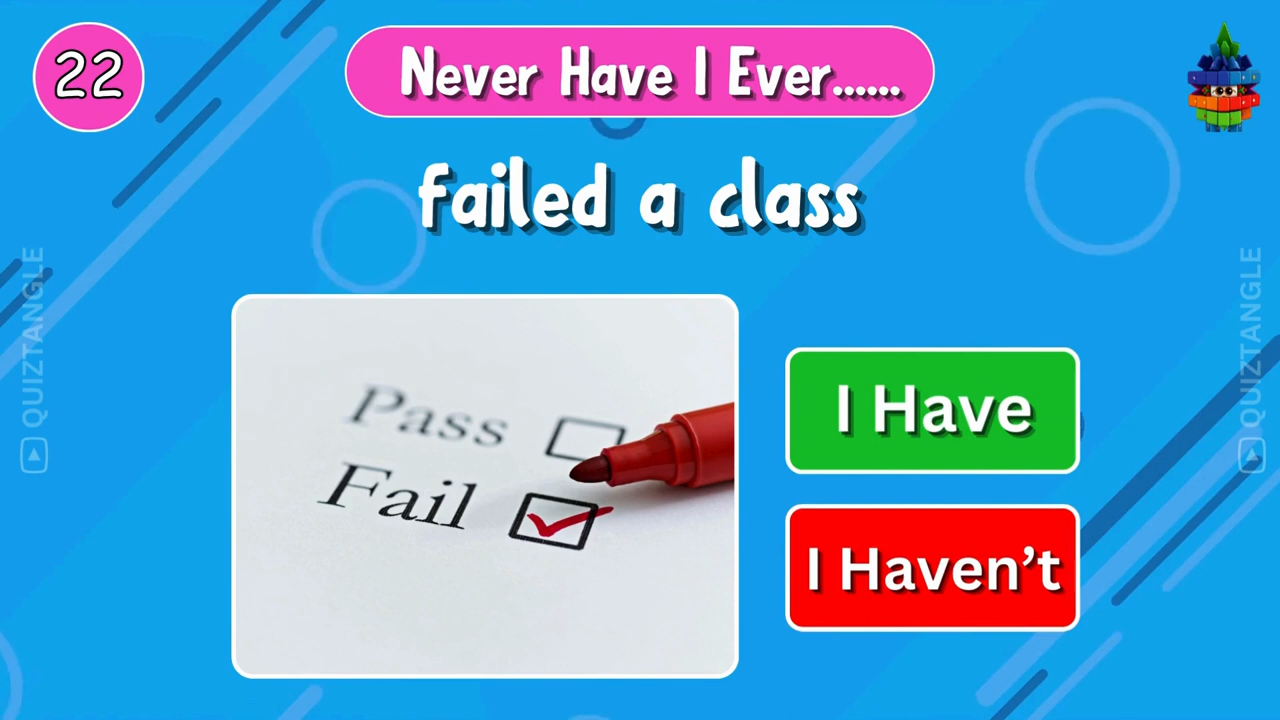 22
Never Have I Ever......
failed a class
Pass
Fail
I Have
I Haven't
QUIZTANGLE
QUIZTANGLE